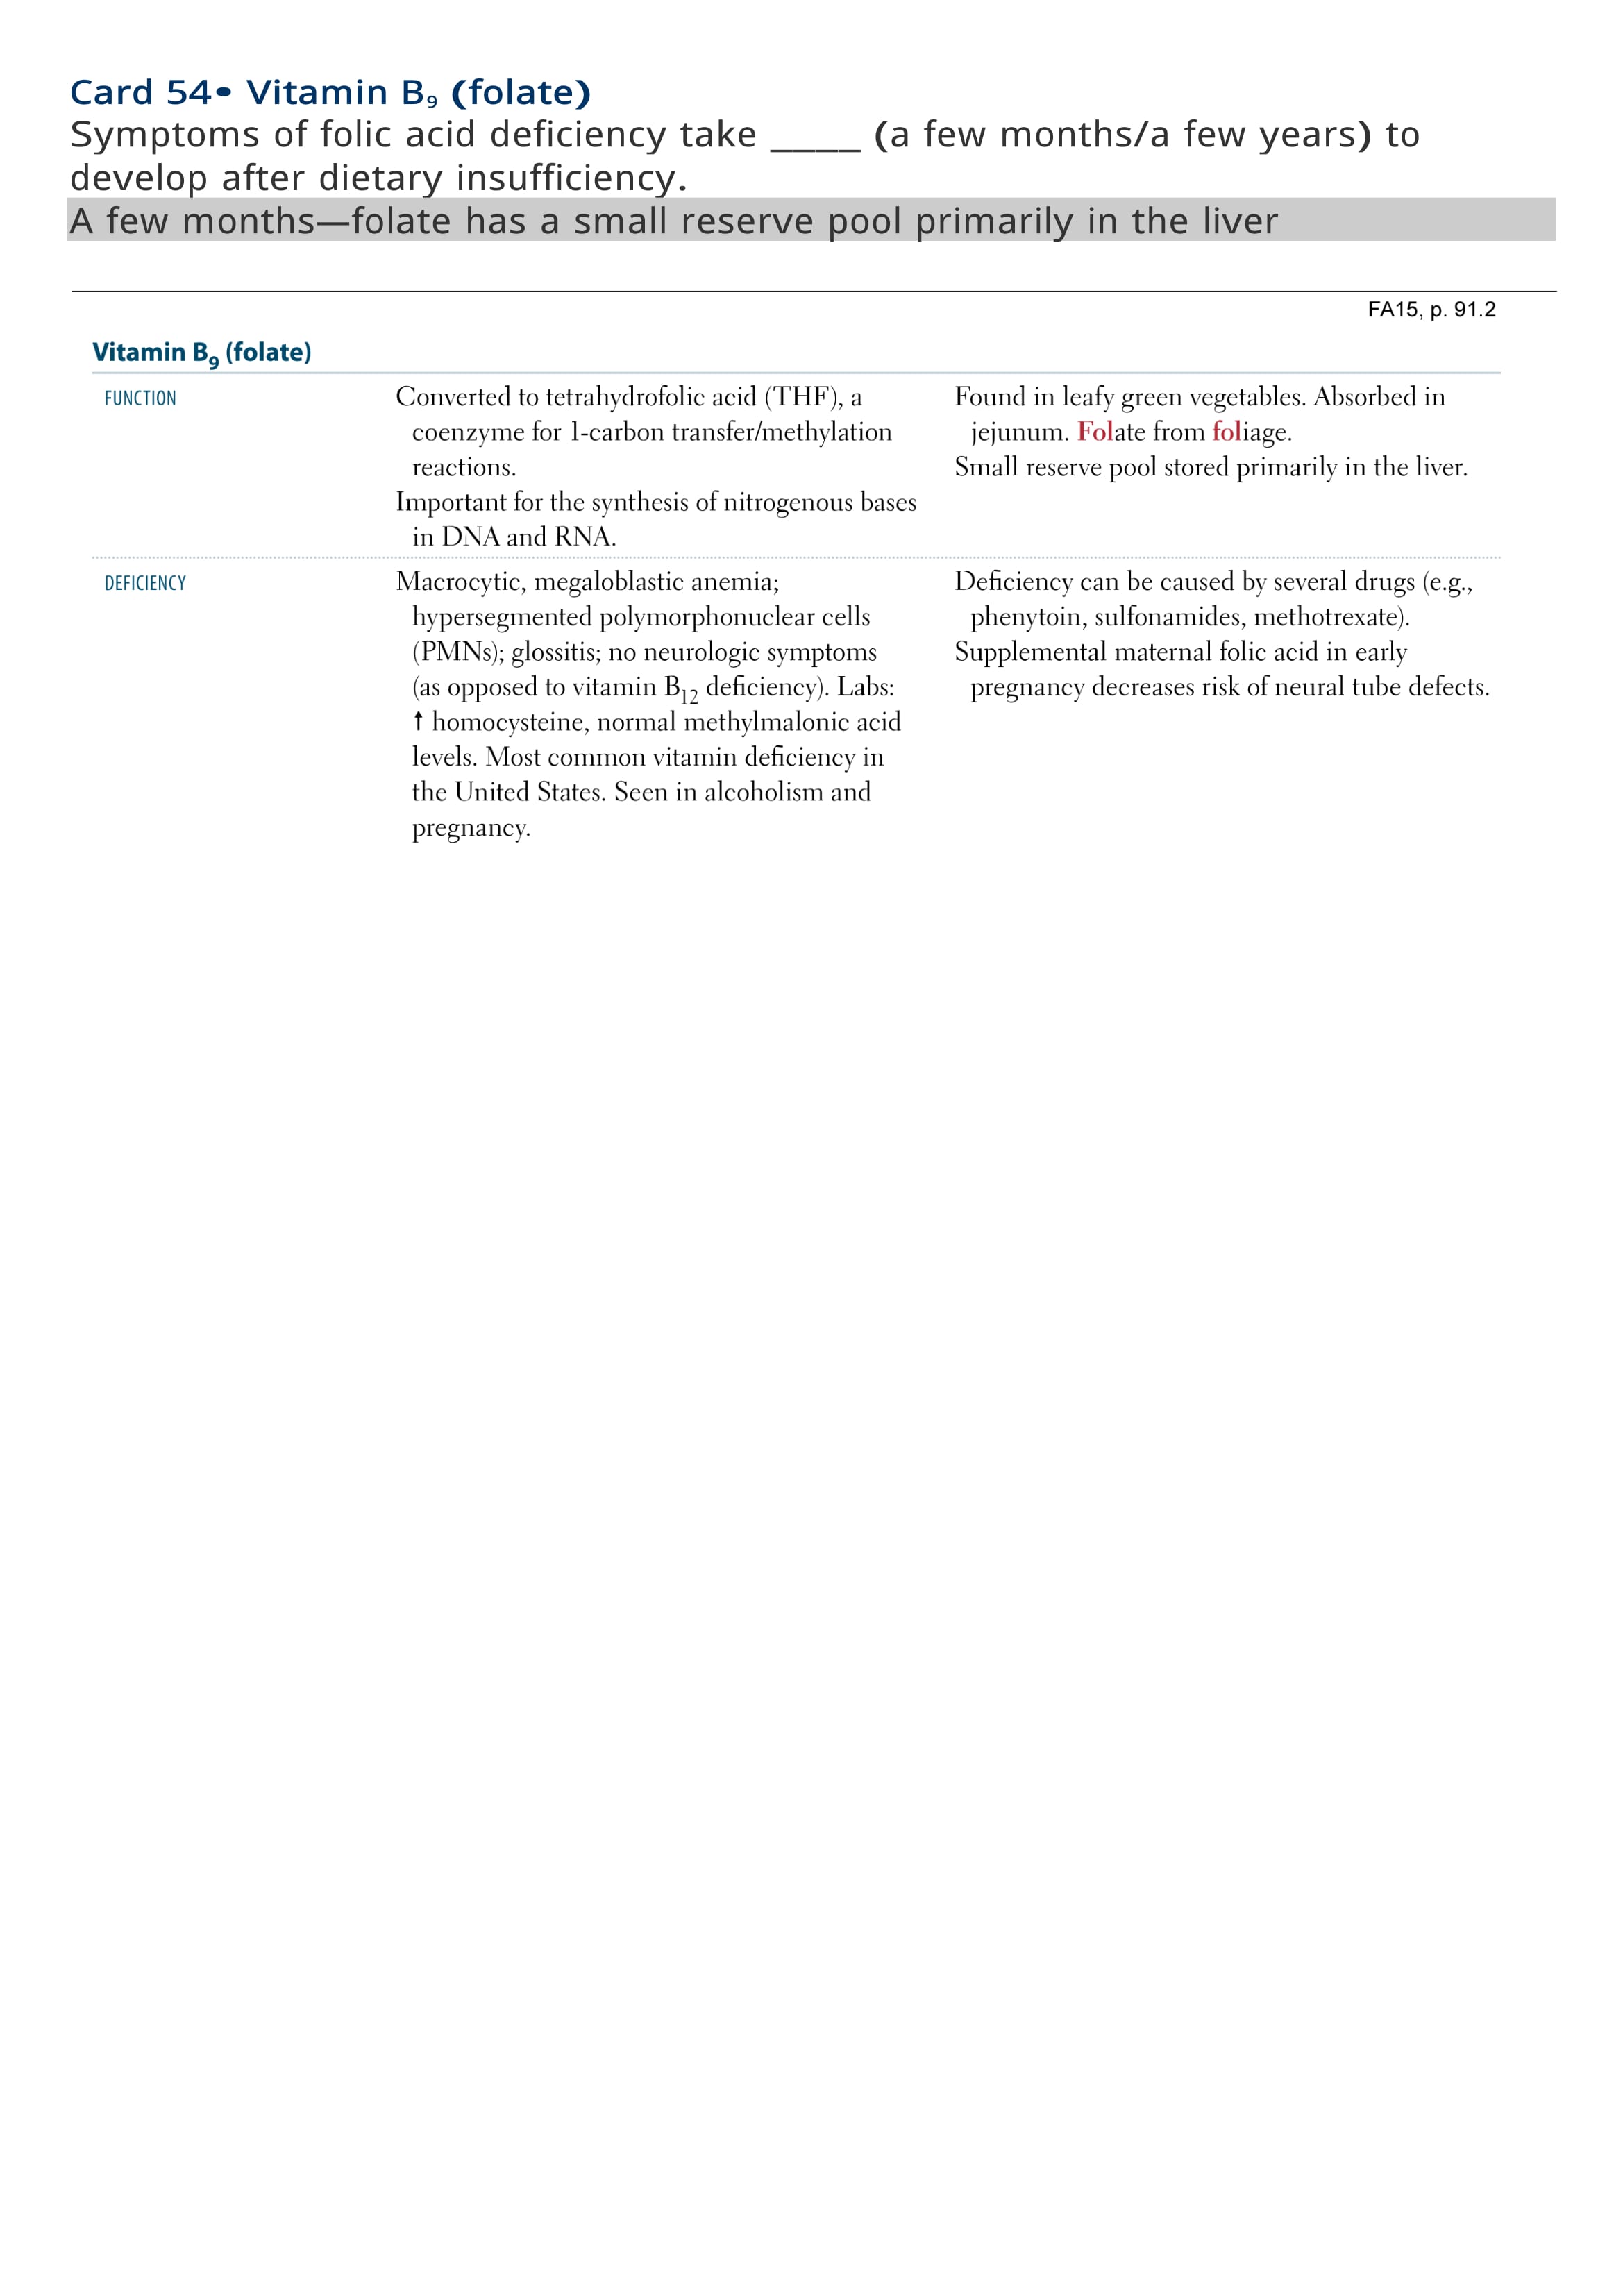 Card 54• Vitamin B₉ (folate)
Symptoms of folic acid deficiency take ____ (a few months/a few years) to
develop after dietary insufficiency.
A few months—folate has a small reserve pool primarily in the liver
FA15, p. 91.2
Vitamin B₉ (folate)
FUNCTION
Converted to tetrahydrofolic acid (THF), a
coenzyme for 1-carbon transfer/methylation
reactions.
Important for the synthesis of nitrogenous bases
in DNA and RNA.
Found in leafy green vegetables. Absorbed in
jejunum. Folate from foliage.
Small reserve pool stored primarily in the liver.
DEFICIENCY
Macrocytic, megaloblastic anemia;
hypersegmented polymorphonuclear cells
(PMNs); glossitis; no neurologic symptoms
(as opposed to vitamin B₁₂ deficiency). Labs:
↑ homocysteine, normal methylmalonic acid
levels. Most common vitamin deficiency in
the United States. Seen in alcoholism and
pregnancy.
Deficiency can be caused by several drugs (e.g.,
phenytoin, sulfonamides, methotrexate).
Supplemental maternal folic acid in early
pregnancy decreases risk of neural tube defects.